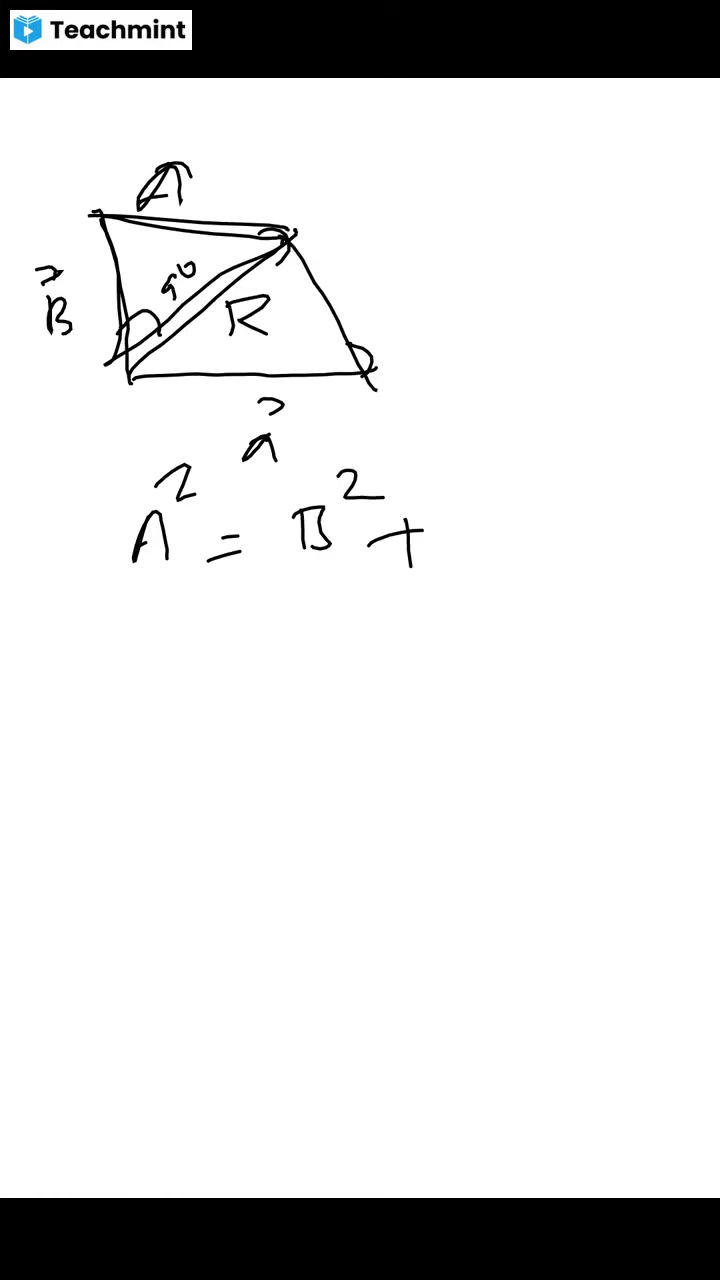 Teachmint
A
90
B
R
a
A² = B² +